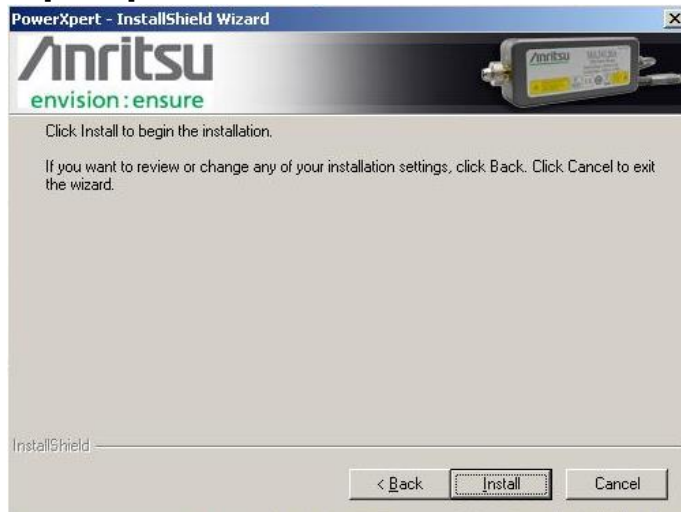 PowerXpert - InstallShield Wizard
Anritsu
envision : ensure
Anritsu
Click Install to begin the installation.
If you want to review or change any of your installation settings, click Back. Click Cancel to exit
the wizard.
InstallShield
< Back
Install
Cancel